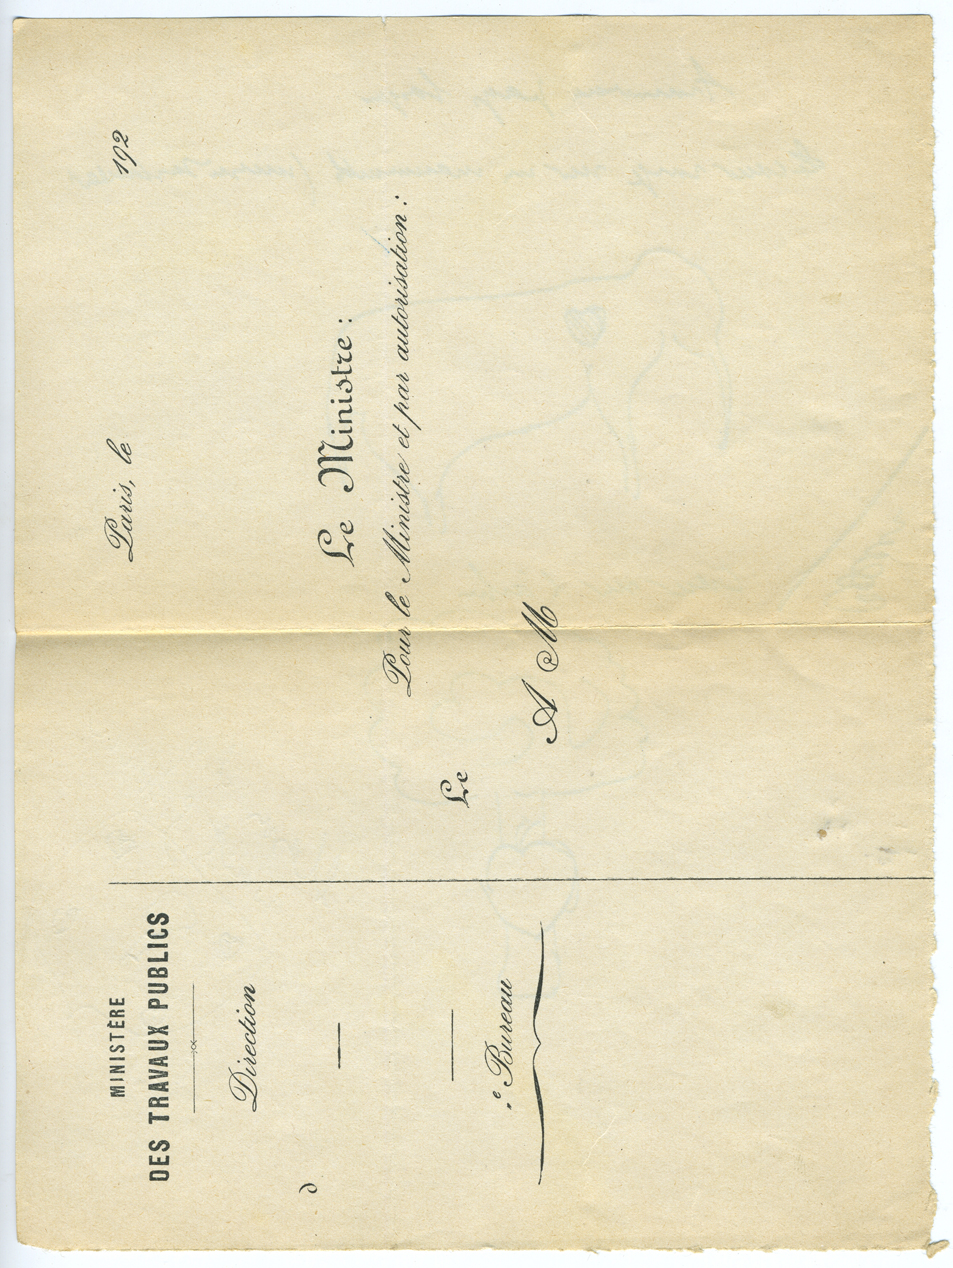 MINISTÈRE
DES TRAVAUX PUBLICS
Direction
d
.e Bureau
Paris, le 192
Le Ministre :
Pour le Ministre et par autorisation :
Le
A M